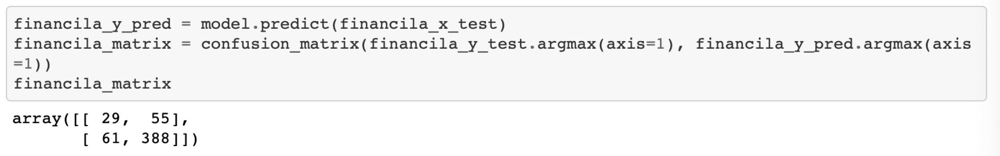 financila_y_pred = model.predict(financila_x_test)
financila_matrix = confusion_matrix(financila_y_test.argmax(axis=1), financila_y_pred.argmax(axis
=1))
financila_matrix
array([[ 29,  55],
       [ 61, 388]])